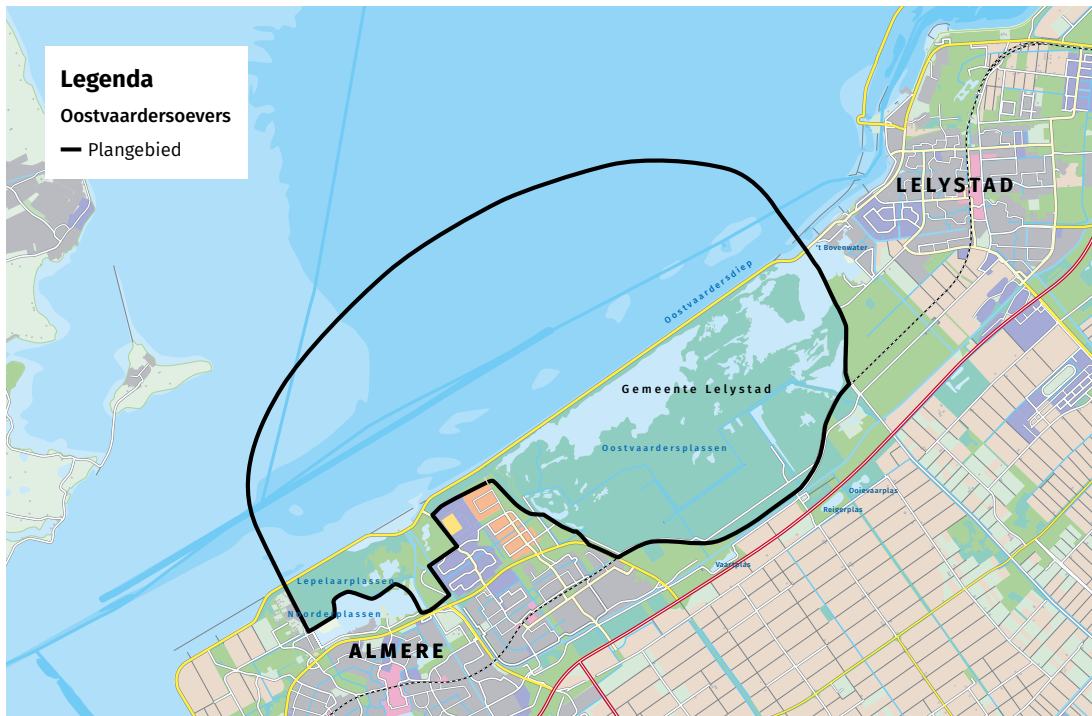 Legenda
Oostvaardersoevers
Plangebied
LELYSTAD
't Bovenwater
Oostvaardersdiep
Gemeente Lelystad
Oostvaardersplassen
Ooievaarplas
Reigerplas
Vaartplas
Lepelaarplassen
Noorderplassen
ALMERE